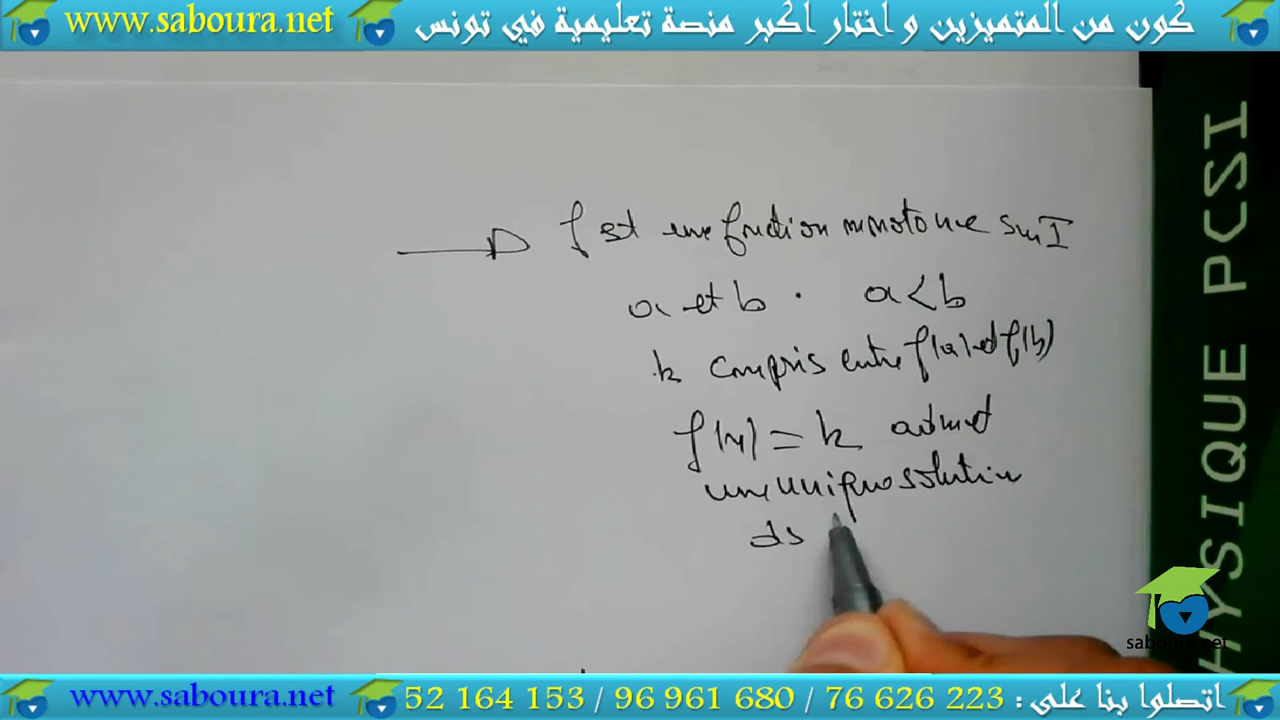 www.saboura.net
كون من المتميزين و اختار اكبر منصة تعليمية في تونس
f est une fonction monotone sur I
a et b . a < b
k compris entre f(a) et f(b)
f(x) = k admet
une unique solution
ds
PHYSIQUE PCSI
saboura.net
www.saboura.net
اتصلوا بنا على : 52 164 153 / 96 961 680 / 76 626 223